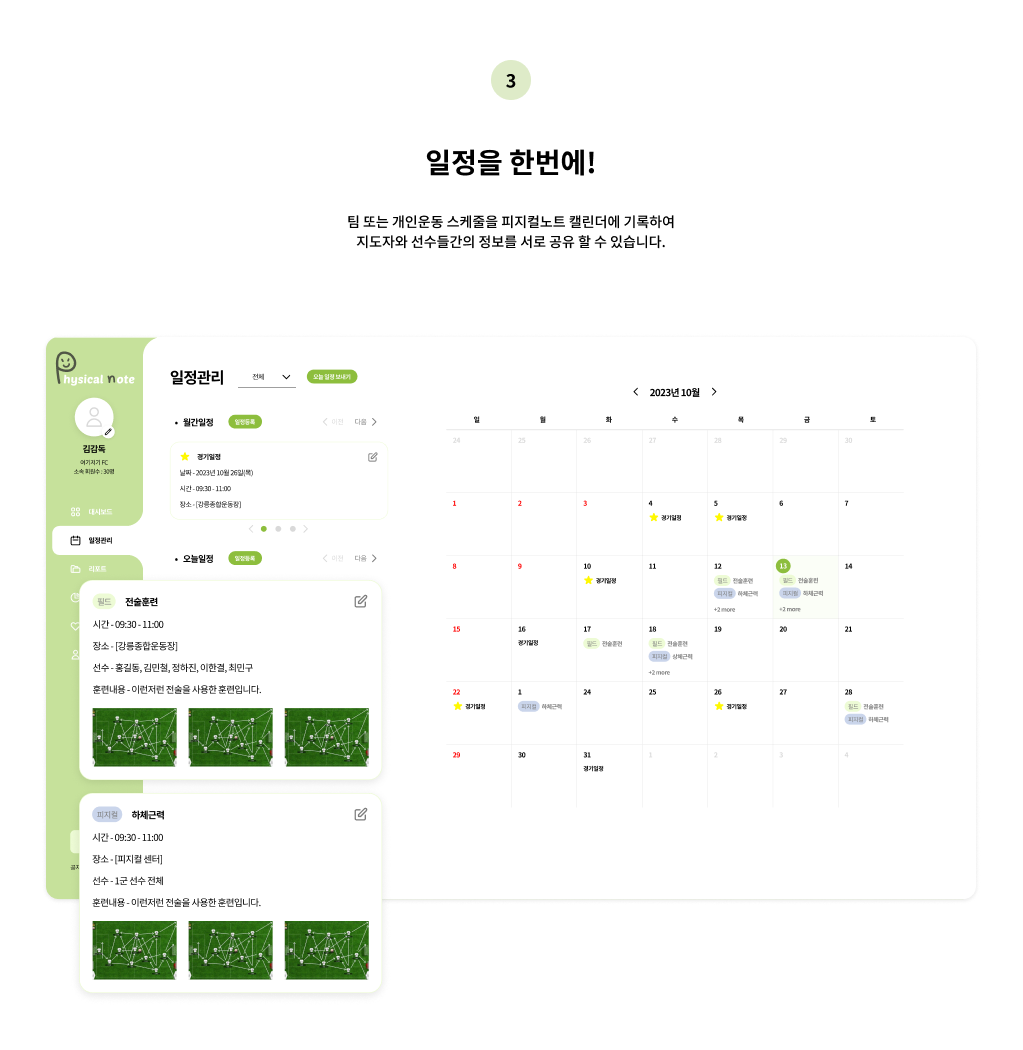 3
일정을 한번에!
팀 또는 개인운동 스케줄을 피지컬노트 캘린더에 기록하여
지도자와 선수들간의 정보를 서로 공유 할 수 있습니다.
Physical note
김감독
여기저기 FC
소속 회원수 : 30명
대시보드
일정관리
리포트
일정관리 전체 오늘 일정 보내기
월간일정 일정등록 이전 다음
경기일정
날짜 - 2023년 10월 26일(목)
시간 - 09:30 - 11:00
장소 - [강릉종합운동장]
오늘일정 일정등록 이전 다음
필드 전술훈련
시간 - 09:30 - 11:00
장소 - [강릉종합운동장]
선수 - 홍길동, 김민철, 정하진, 이한결, 최민구
훈련내용 - 이런저런 전술을 사용한 훈련입니다.
피지컬 하체근력
시간 - 09:30 - 11:00
장소 - [피지컬 센터]
선수 - 1군 선수 전체
훈련내용 - 이런저런 전술을 사용한 훈련입니다.
2023년 10월
일 월 화 수 목 금 토
24 25 26 27 28 29 30
1 2 3 4 5 6 7
경기일정 경기일정
8 9 10 11 12 13 14
경기일정 필드 전술훈련 필드 전술훈련
피지컬 하체근력 피지컬 하체근력
+2 more +2 more
15 16 17 18 19 20 21
경기일정 필드 전술훈련 필드 전술훈련
피지컬 상체근력
+2 more
22 1 24 25 26 27 28
경기일정 피지컬 하체근력 경기일정 필드 전술훈련
피지컬 하체근력
29 30 31 1 2 3 4
경기일정